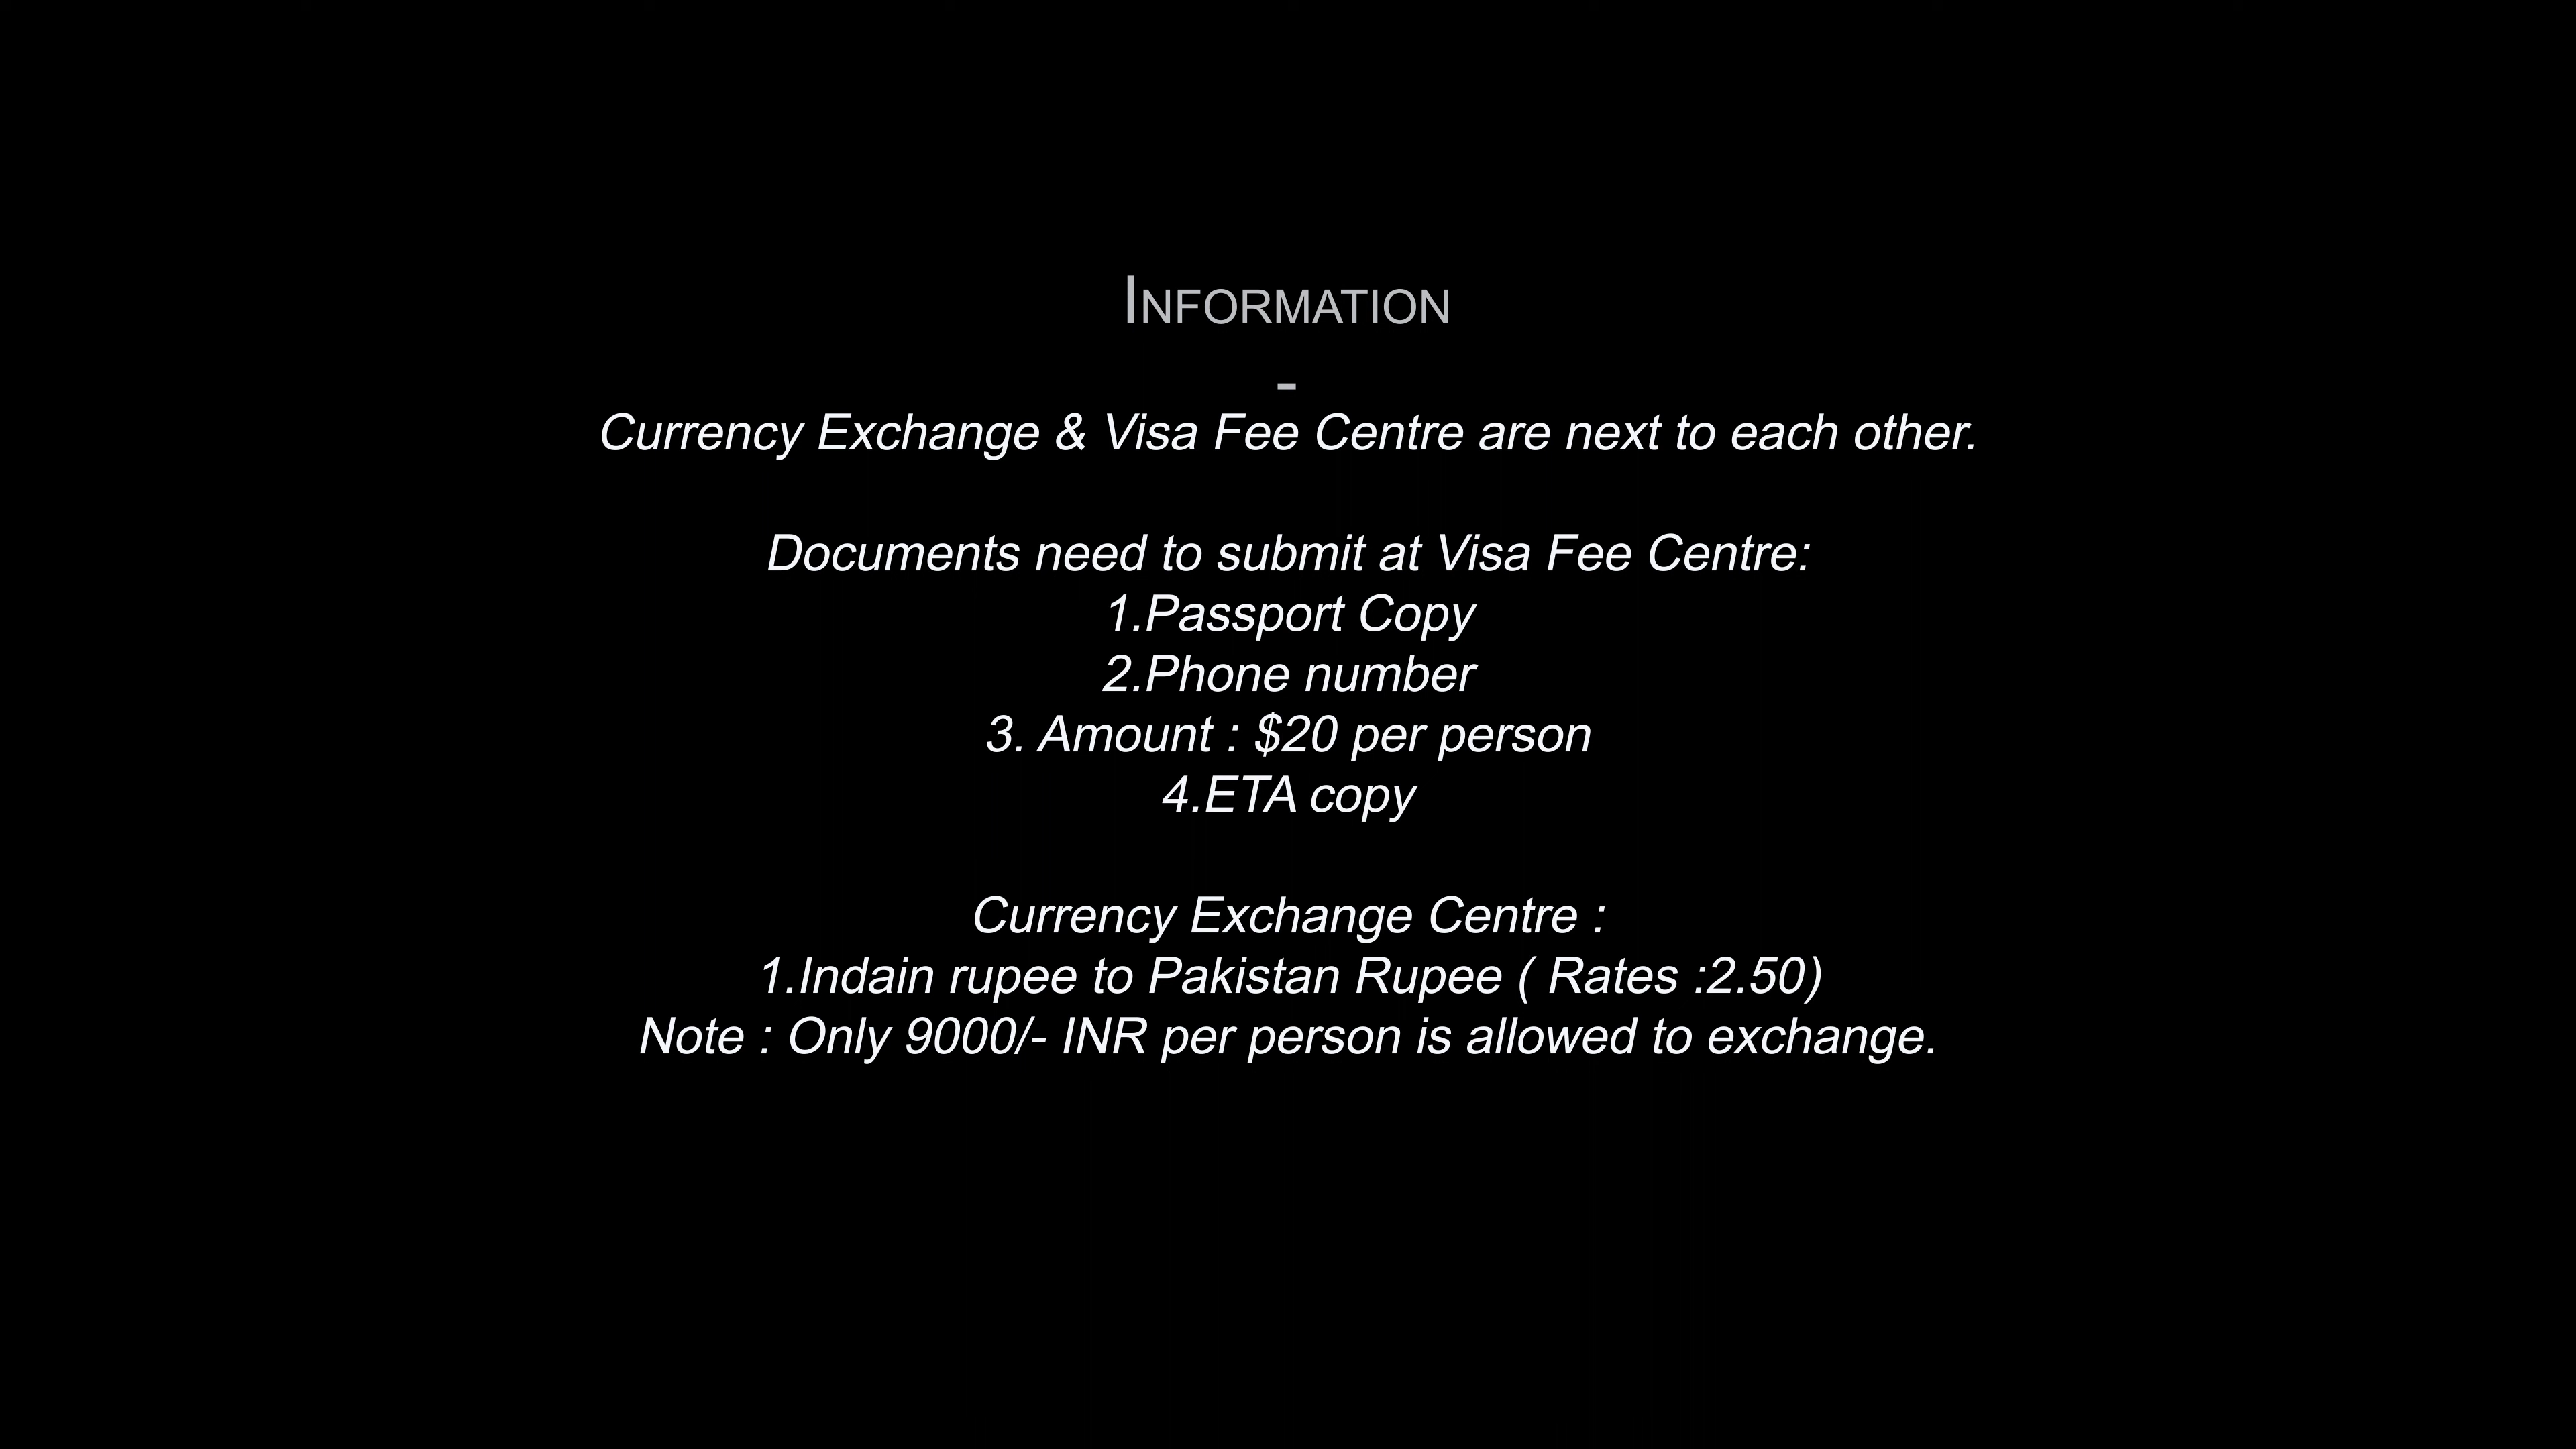 Information
-
Currency Exchange & Visa Fee Centre are next to each other.
Documents need to submit at Visa Fee Centre:
1.Passport Copy
2.Phone number
3. Amount : $20 per person
4.ETA copy
Currency Exchange Centre :
1.Indain rupee to Pakistan Rupee ( Rates :2.50)
Note : Only 9000/- INR per person is allowed to exchange.